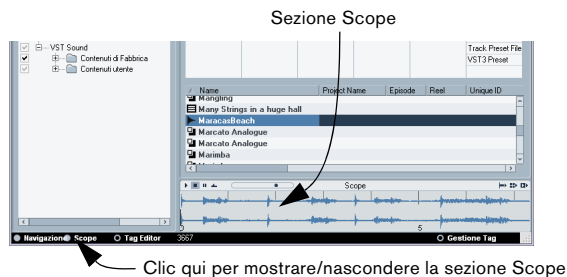 Sezione Scope
VST Sound
Contenuti di Fabbrica
Contenuti utente
Track Preset File
VST3 Preset
Name Project Name Episode Reel Unique ID
Mangling
Many Strings in a huge hall
MaracasBeach
Marcato Analogue
Marcato Analogue
Marimba
Scope
0 5
Navigazione Scope Tag Editor 3667 Gestione Tag
Clic qui per mostrare/nascondere la sezione Scope